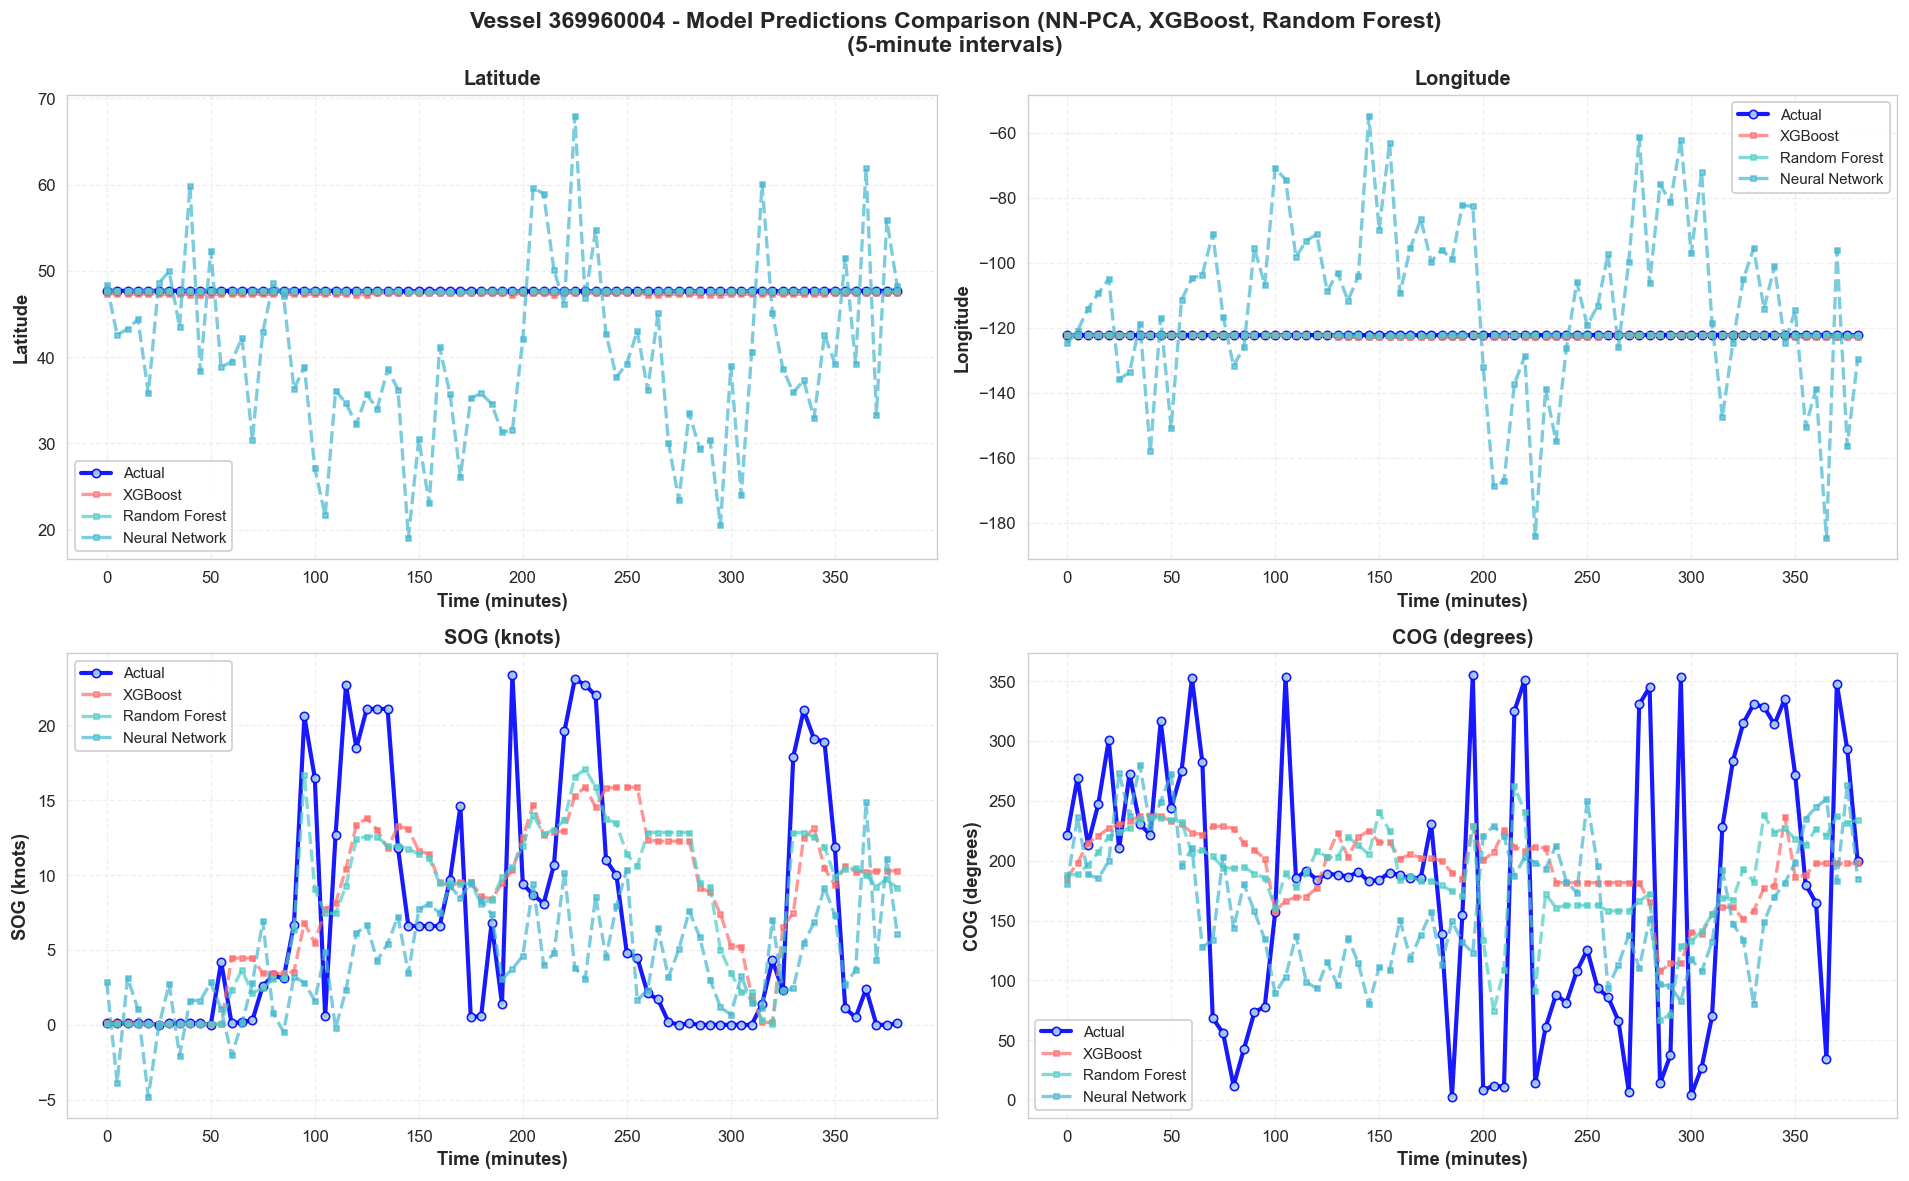 Vessel 369960004 - Model Predictions Comparison (NN-PCA, XGBoost, Random Forest)
(5-minute intervals)
Latitude
70
60
50
40
30
20
Latitude
Actual
XGBoost
Random Forest
Neural Network
0 50 100 150 200 250 300 350
Time (minutes)
Longitude
−60
−80
−100
−120
−140
−160
−180
Longitude
Actual
XGBoost
Random Forest
Neural Network
0 50 100 150 200 250 300 350
Time (minutes)
SOG (knots)
20
15
10
5
0
−5
SOG (knots)
Actual
XGBoost
Random Forest
Neural Network
0 50 100 150 200 250 300 350
Time (minutes)
COG (degrees)
350
300
250
200
150
100
50
0
COG (degrees)
Actual
XGBoost
Random Forest
Neural Network
0 50 100 150 200 250 300 350
Time (minutes)